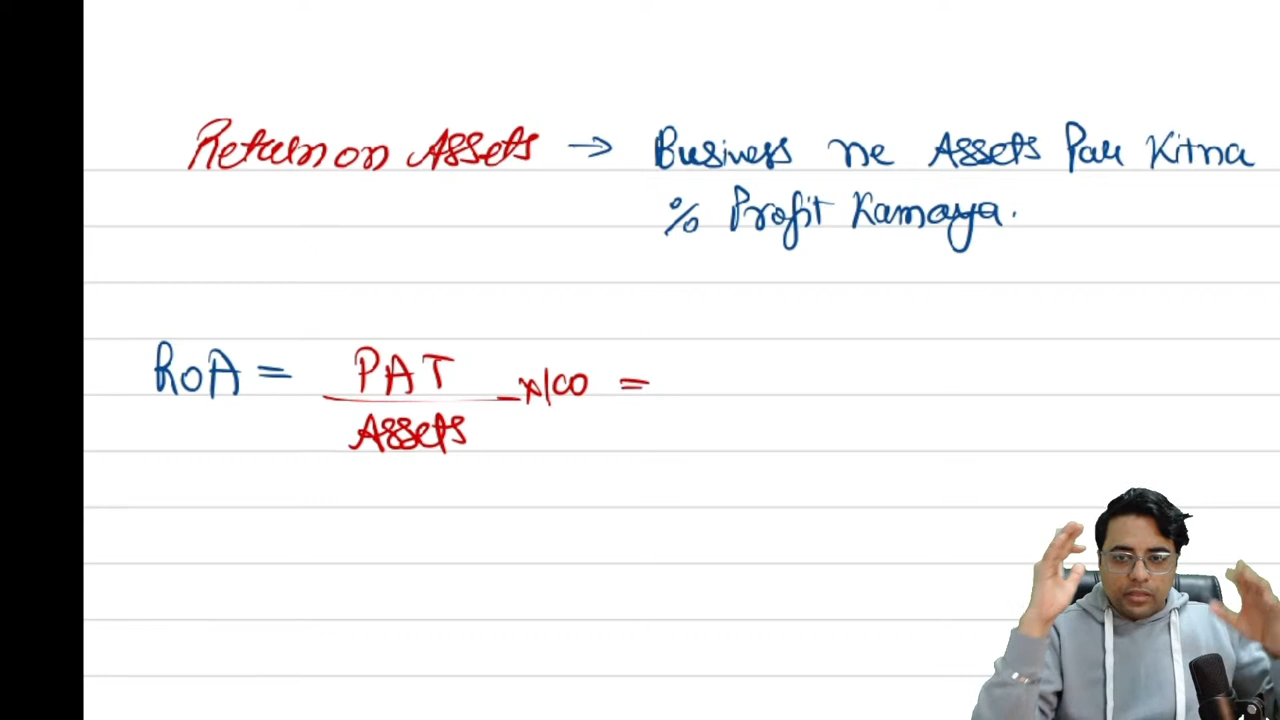 Return on Assets → Business ne Assets Par Kitna
% Profit Kamaya.
ROA = PAT / Assets x100 =